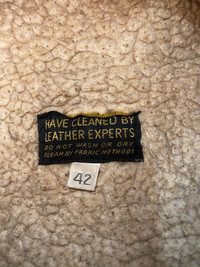 HAVE CLEANED BY
LEATHER EXPERTS
DO NOT WASH OR DRY
CLEAN BY FABRIC METHODS
42